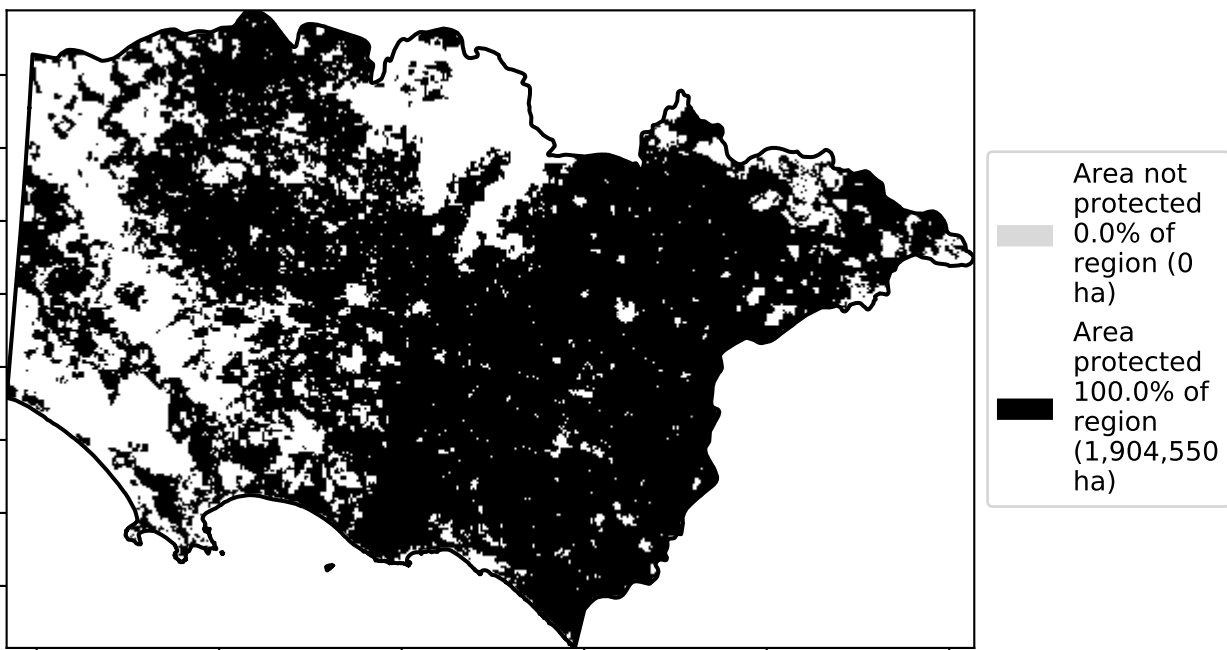 Area not
protected
0.0% of
region (0
ha)
Area
protected
100.0% of
region
(1,904,550
ha)